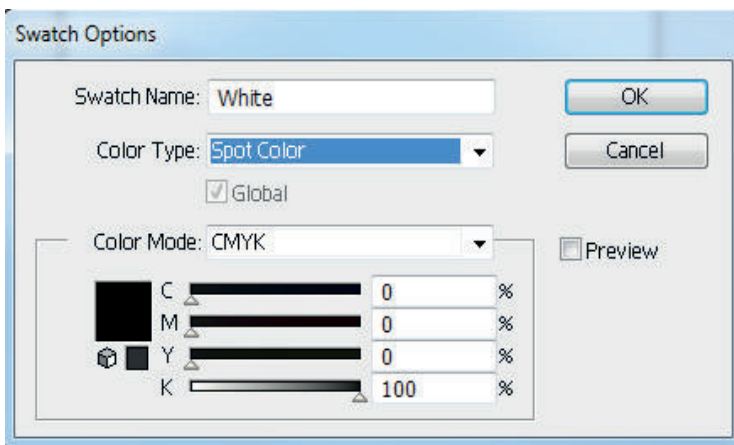 Swatch Options
Swatch Name: White
OK
Color Type: Spot Color
Cancel
Global
Color Mode: CMYK
Preview
C 0 %
M 0 %
Y 0 %
K 100 %